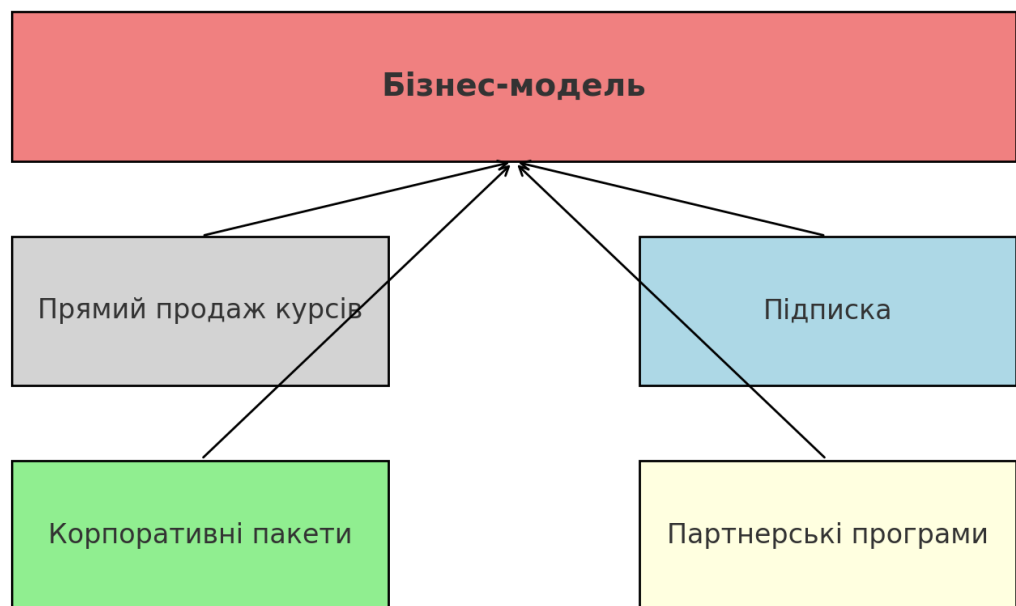 Бізнес-модель
Прямий продаж курсів
Підписка
Корпоративні пакети
Партнерські програми